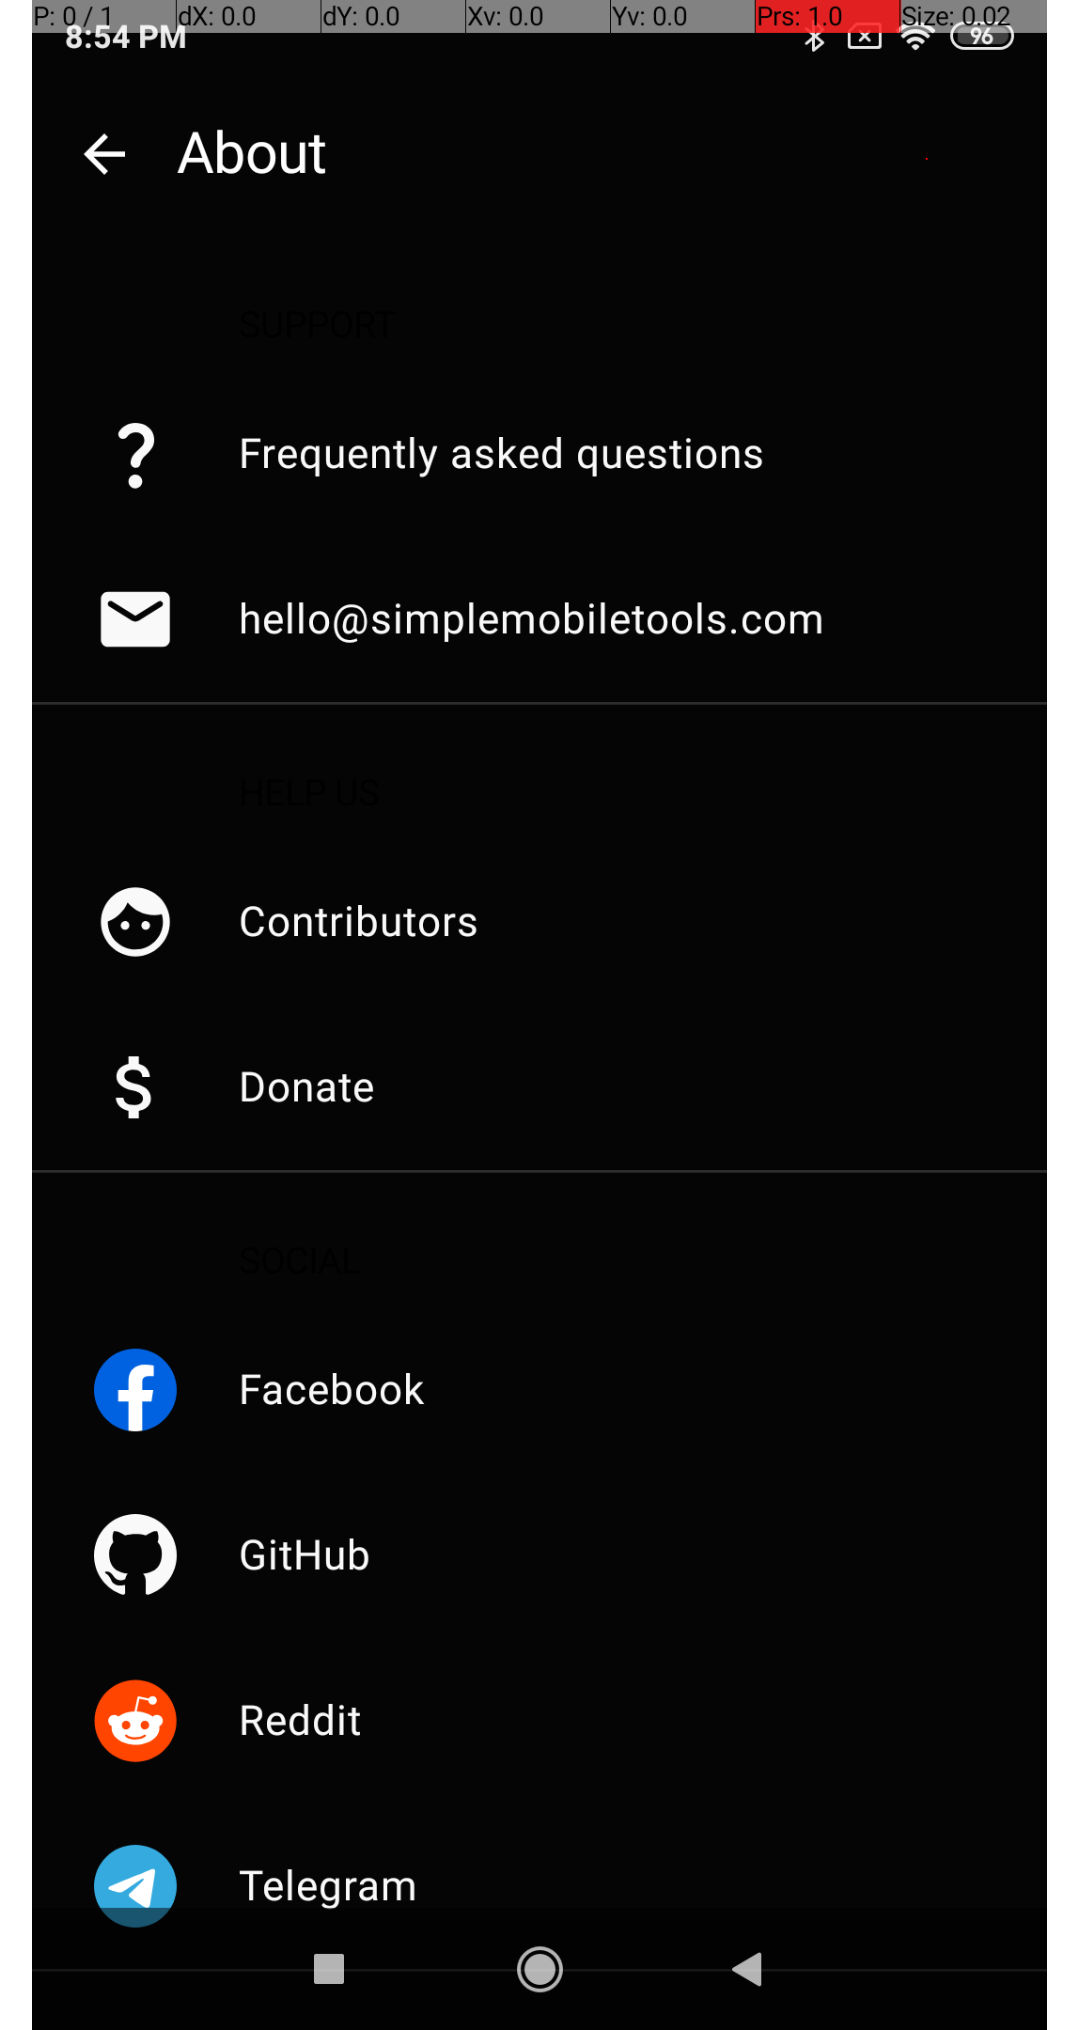 P: 0 / 1 dX: 0.0 dY: 0.0 Xv: 0.0 Yv: 0.0 Prs: 1.0 Size: 0.02
8:54 PM 96
About
SUPPORT
Frequently asked questions
hello@simplemobiletools.com
HELP US
Contributors
Donate
SOCIAL
Facebook
GitHub
Reddit
Telegram